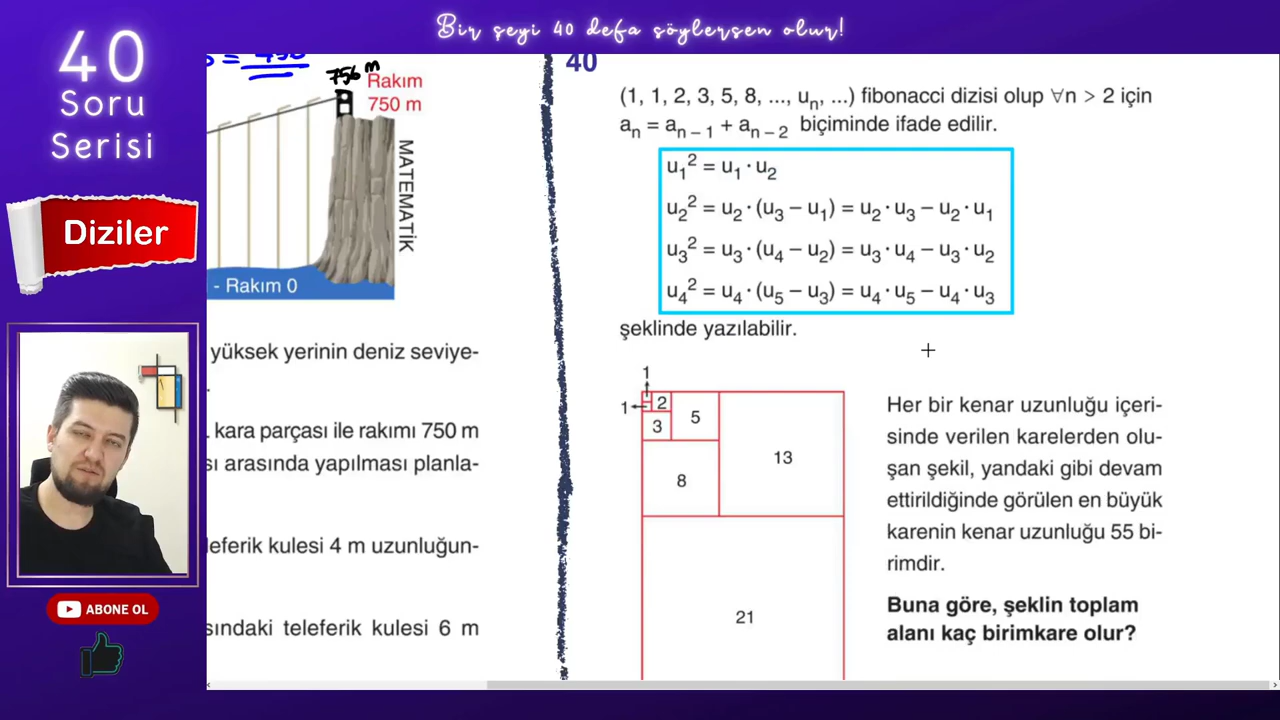 Bir şeyi 40 defa söylersen olur!
40
Soru
Serisi
Diziler
ABONE OL
756 m
Rakım
750 m
MATEMATİK
- Rakım 0
yüksek yerinin deniz seviye-
kara parçası ile rakımı 750 m
sı arasında yapılması planla-
leferik kulesi 4 m uzunluğun-
sındaki teleferik kulesi 6 m
40
(1, 1, 2, 3, 5, 8, ..., uₙ, ...) fibonacci dizisi olup ∀n > 2 için
aₙ = aₙ₋₁ + aₙ₋₂ biçiminde ifade edilir.
u₁² = u₁ · u₂
u₂² = u₂ · (u₃ − u₁) = u₂ · u₃ − u₂ · u₁
u₃² = u₃ · (u₄ − u₂) = u₃ · u₄ − u₃ · u₂
u₄² = u₄ · (u₅ − u₃) = u₄ · u₅ − u₄ · u₃
şeklinde yazılabilir.
1
1
2
3
5
8
13
21
Her bir kenar uzunluğu içeri-
sinde verilen karelerden olu-
şan şekil, yandaki gibi devam
ettirildiğinde görülen en büyük
karenin kenar uzunluğu 55 bi-
rimdir.
Buna göre, şeklin toplam
alanı kaç birimkare olur?